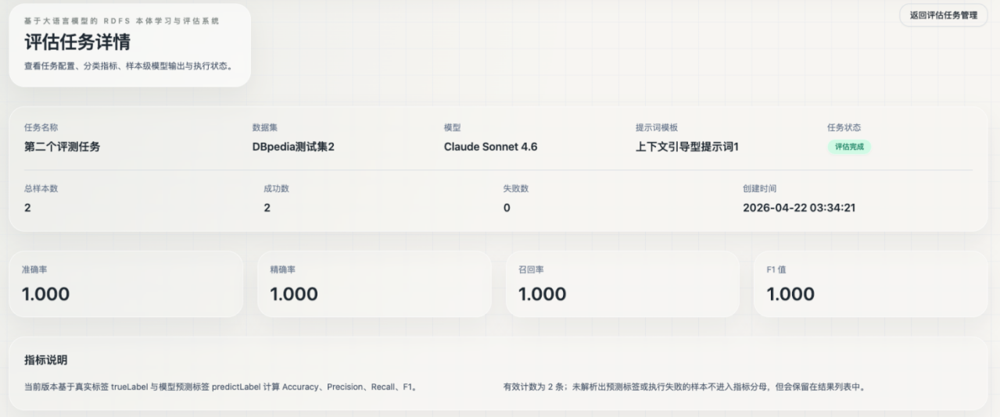 基于大语言模型的 RDFS 本体学习与评估系统
返回评估任务管理
评估任务详情
查看任务配置、分类指标、样本级模型输出与执行状态。
任务名称
数据集
模型
提示词模板
任务状态
第二个评测任务
DBpedia测试集2
Claude Sonnet 4.6
上下文引导型提示词1
评估完成
总样本数
成功数
失败数
创建时间
2
2
0
2026-04-22 03:34:21
准确率
精确率
召回率
F1 值
1.000
1.000
1.000
1.000
指标说明
当前版本基于真实标签 trueLabel 与模型预测标签 predictLabel 计算 Accuracy、Precision、Recall、F1。
有效计数为 2 条；未解析出预测标签或执行失败的样本不进入指标分母，但会保留在结果列表中。